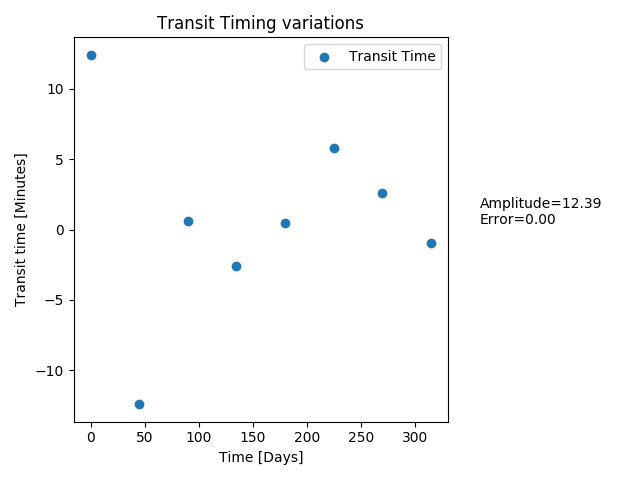 Transit Timing variations
Transit Time
10
5
0
−5
−10
Transit time [Minutes]
0
50
100
150
200
250
300
Time [Days]
Amplitude=12.39
Error=0.00